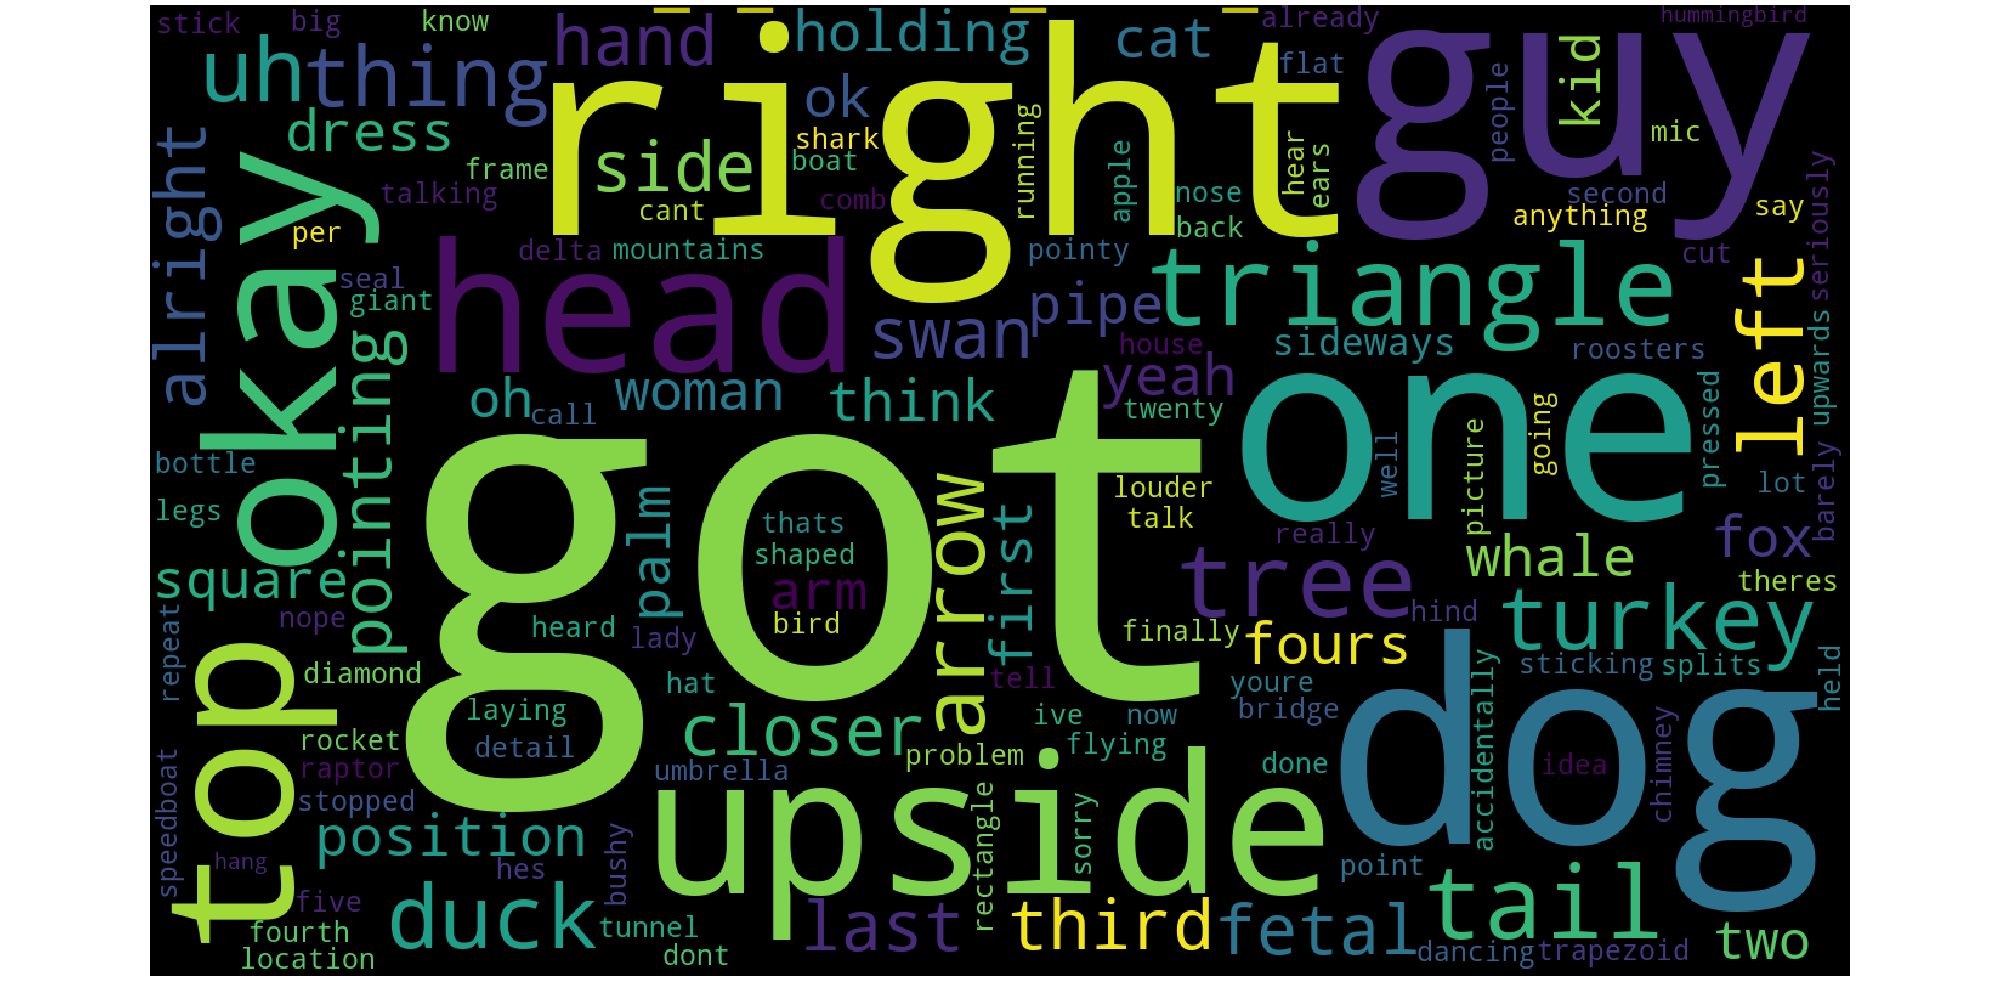 stick
big
know
already
hummingbird
uh
thing
hand
holding
cat
flat
guy
kid
people
mic
right
ok
dress
alright
okay
frame
side
shark
boat
running
apple
hear
ears
talking
cant
comb
nose
back
second
anything
say
seriously
per
delta
mountains
pointy
cut
seal
giant
head
swan
pipe
triangle
left
upwards
house
sideways
roosters
pointing
oh
call
woman
think
yeah
twenty
one
pressed
bottle
legs
got
palm
thats
shaped
arm
bird
arrow
first
louder
talk
well
picture
going
lot
barely
really
whale
fox
theres
square
nope
repeat
heard
lady
tree
hind
turkey
finally
fours
top
diamond
hat
tell
youre
bridge
sticking
splits
held
laying
detail
closer
ive
now
flying
problem
dog
accidentally
idea
chimney
rocket
raptor
stopped
umbrella
upside
done
speedboat
position
hang
hes
bushy
rectangle
sorry
point
tail
five
fourth
location
duck
tunnel
dont
last
third
fetal
dancing
trapezoid
two